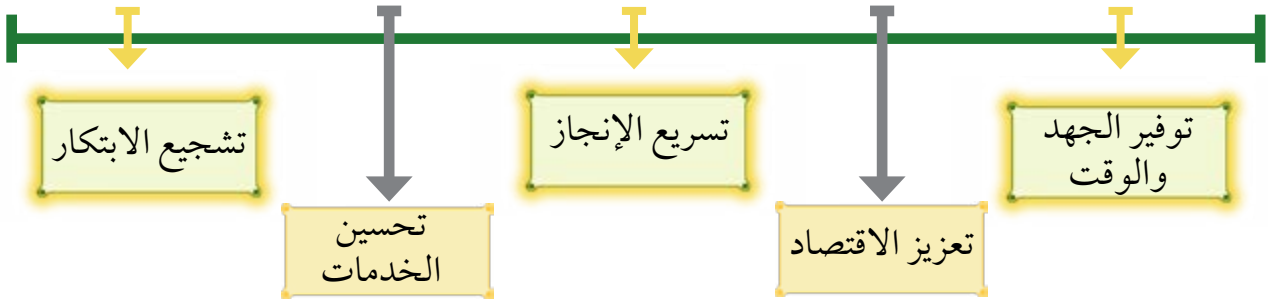 توفير الجهد
والوقت
تعزيز الاقتصاد
تسريع الإنجاز
تحسين
الخدمات
تشجيع الابتكار